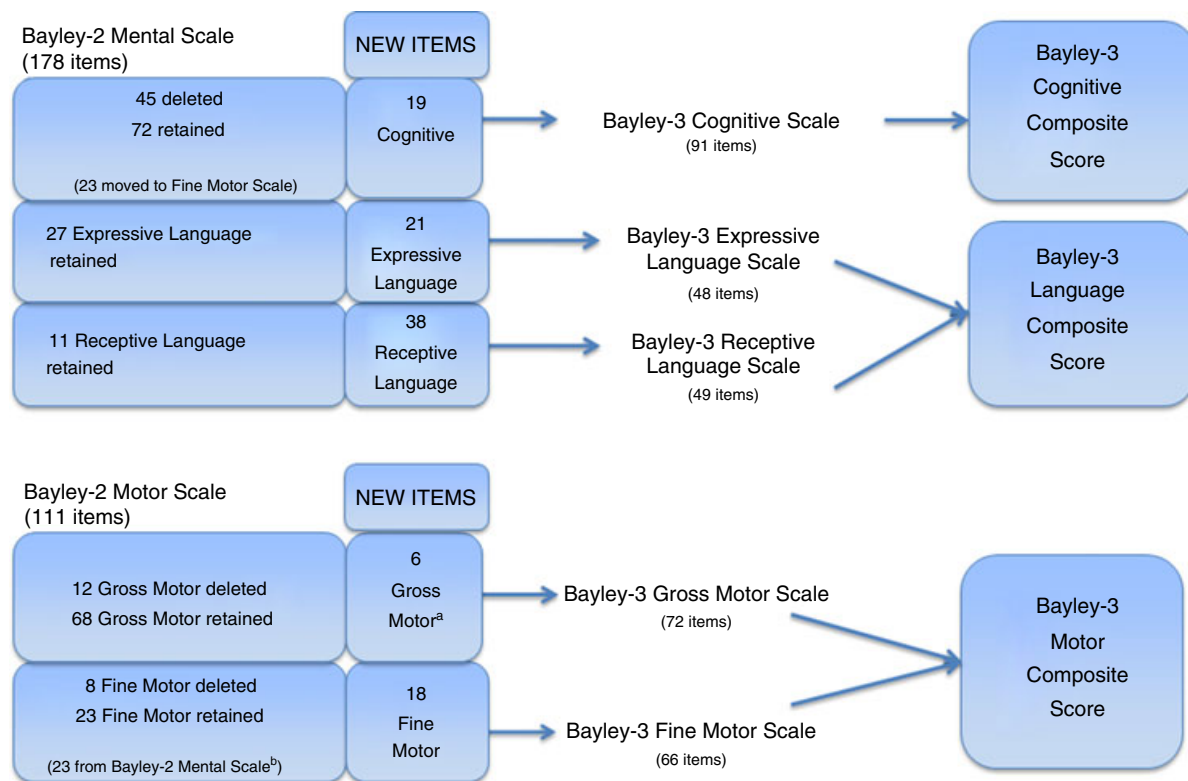 Bayley-2 Mental Scale
(178 items)
NEW ITEMS
45 deleted
72 retained
(23 moved to Fine Motor Scale)
19
Cognitive
Bayley-3 Cognitive Scale
(91 items)
Bayley-3
Cognitive
Composite
Score
27 Expressive Language
retained
21
Expressive
Language
Bayley-3 Expressive
Language Scale
(48 items)
11 Receptive Language
retained
38
Receptive
Language
Bayley-3 Receptive
Language Scale
(49 items)
Bayley-3
Language
Composite
Score
Bayley-2 Motor Scale
(111 items)
NEW ITEMS
12 Gross Motor deleted
68 Gross Motor retained
6
Gross
Motorᵃ
Bayley-3 Gross Motor Scale
(72 items)
8 Fine Motor deleted
23 Fine Motor retained
(23 from Bayley-2 Mental Scaleᵇ)
18
Fine
Motor
Bayley-3 Fine Motor Scale
(66 items)
Bayley-3
Motor
Composite
Score